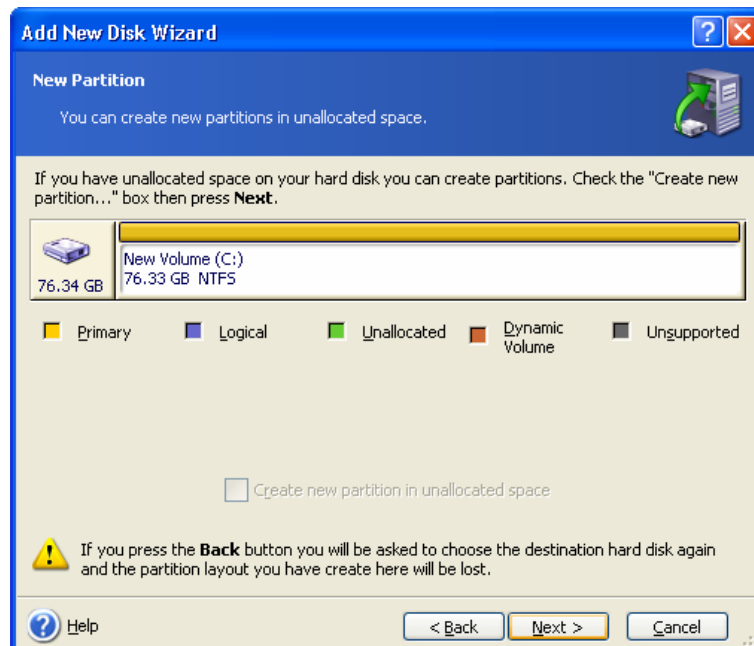 Add New Disk Wizard
New Partition
You can create new partitions in unallocated space.
If you have unallocated space on your hard disk you can create partitions. Check the "Create new
partition..." box then press Next.
New Volume (C:)
76.34 GB
76.33 GB NTFS
Primary
Logical
Unallocated
Dynamic
Volume
Unsupported
Create new partition in unallocated space
If you press the Back button you will be asked to choose the destination hard disk again
and the partition layout you have create here will be lost.
Help
< Back
Next >
Cancel